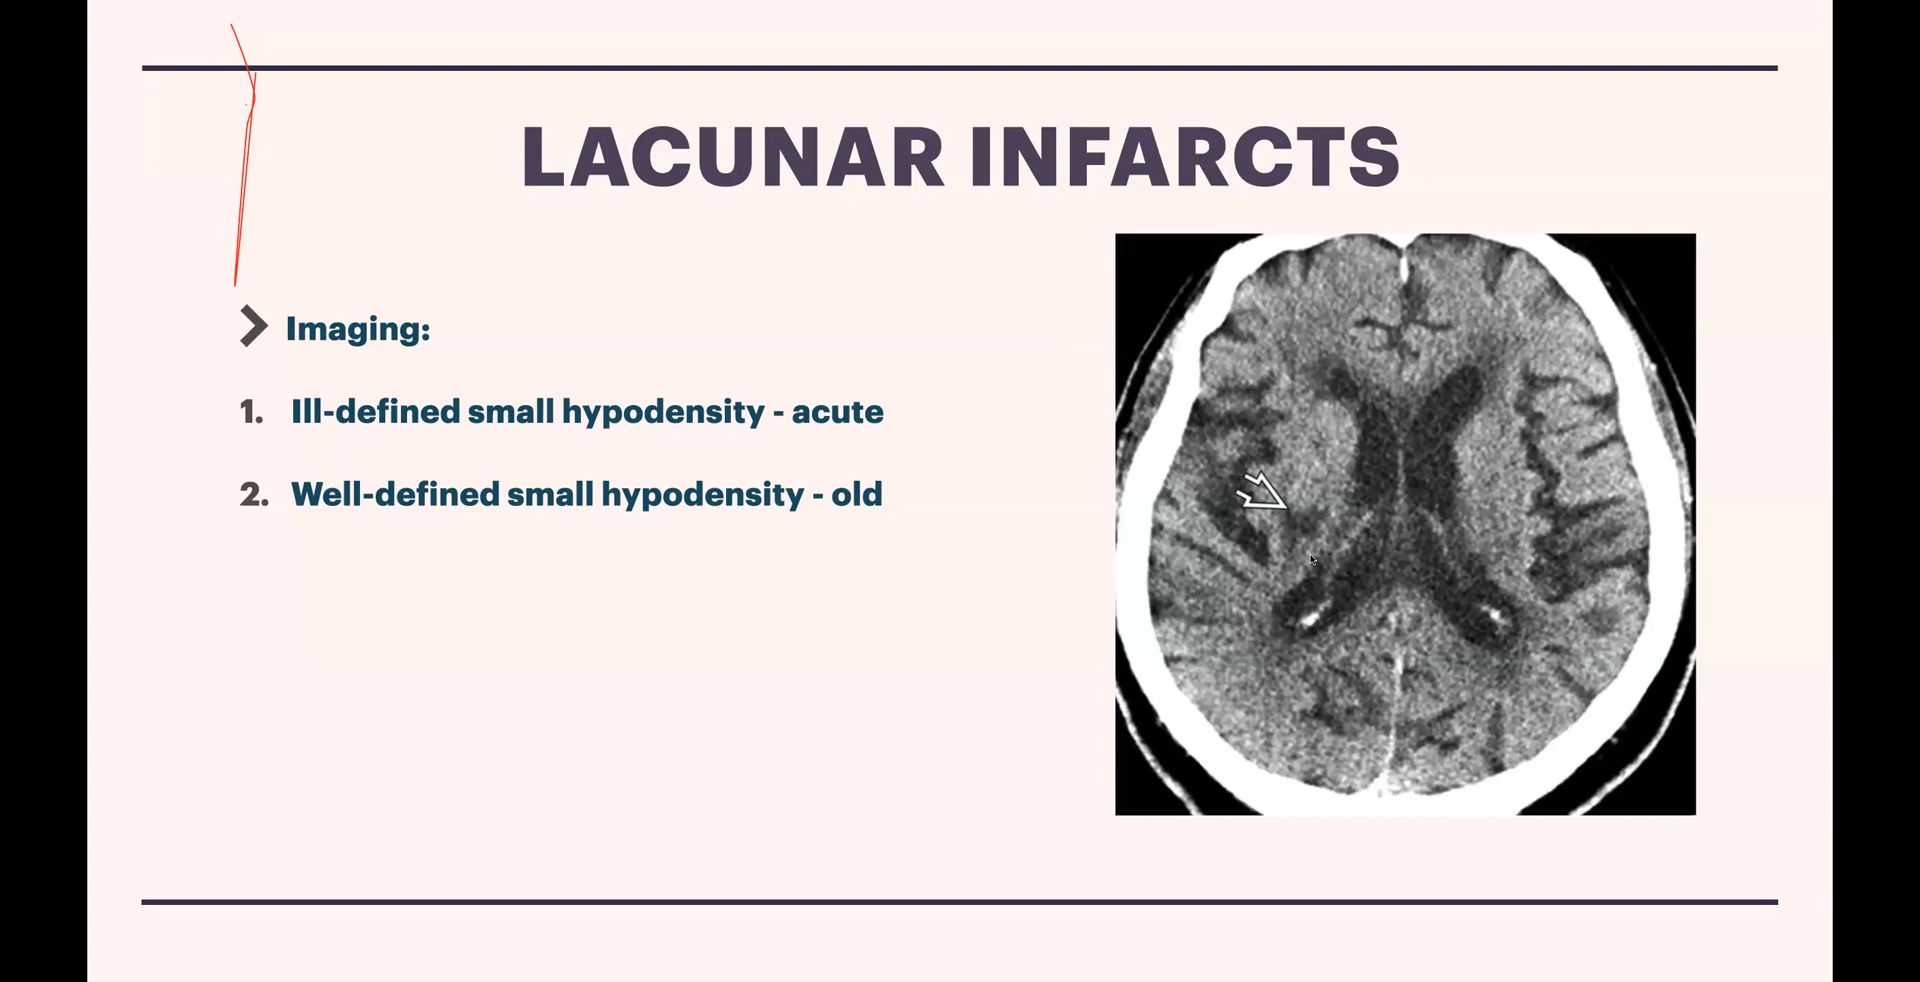 LACUNAR INFARCTS
Imaging:
1. Ill-defined small hypodensity - acute
2. Well-defined small hypodensity - old